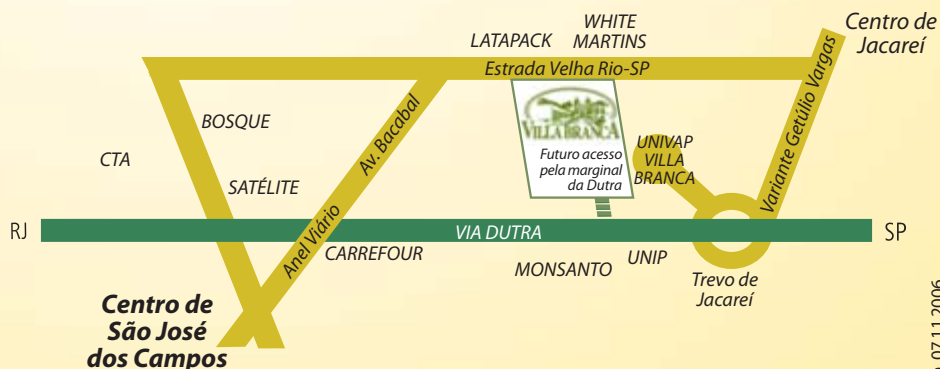 Centro de
Jacareí
WHITE
MARTINS
LATAPACK
Estrada Velha Rio-SP
Variante Getúlio Vargas
BOSQUE
Av. Bacabal
VILLA BRANCA
Futuro acesso
pela marginal
da Dutra
UNIVAP
VILLA
BRANCA
CTA
SATÉLITE
Anel Viário
RJ
VIA DUTRA
SP
CARREFOUR
MONSANTO
UNIP
Trevo de
Jacareí
Centro de
São José
dos Campos
07.11.2006